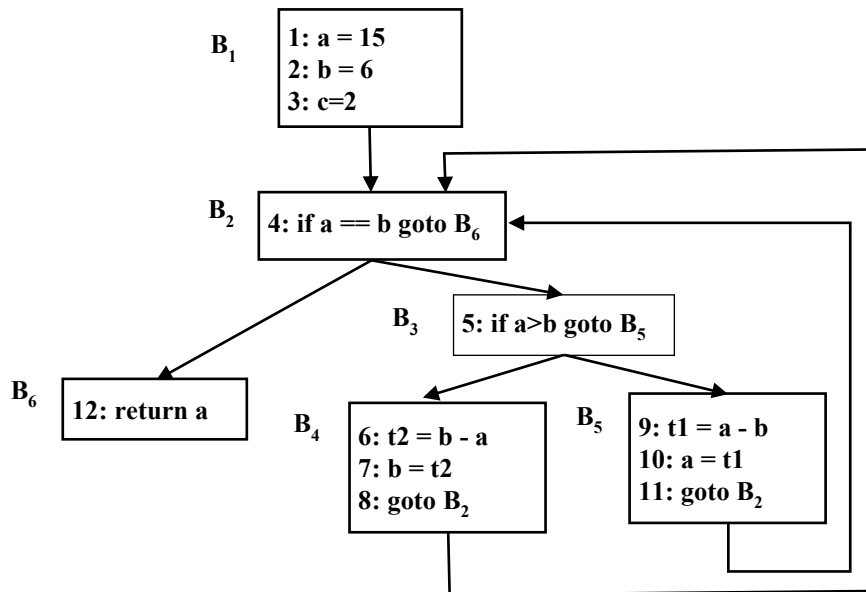 B₁
1: a = 15
2: b = 6
3: c=2
B₂
4: if a == b goto B₆
B₃
5: if a>b goto B₅
B₆
12: return a
B₄
6: t2 = b - a
7: b = t2
8: goto B₂
B₅
9: t1 = a - b
10: a = t1
11: goto B₂